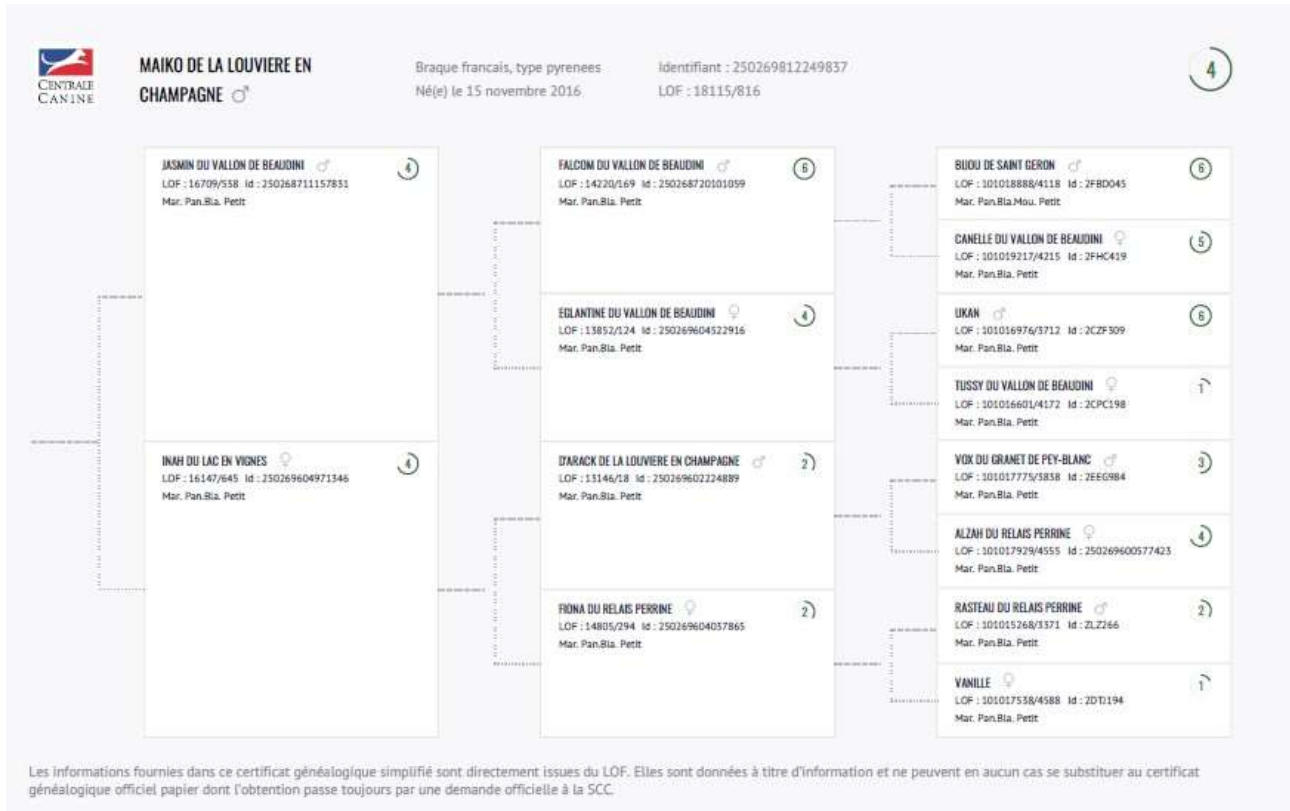 CENTRALE
CANINE
MAIKO DE LA LOUVIERE EN
CHAMPAGNE ♂
Braque francais, type pyrenees
Né(e) le 15 novembre 2016
Identifiant : 250269812249837
LOF : 18115/816
4
JASMIN DU VALLON DE BEAUDINI ♂ 4
LOF : 16709/558 Id : 250268711157831
Mar. Pan.Bla. Petit
INAH DU LAC EN VIGNES ♀ 4
LOF : 16147/645 Id : 250269604971346
Mar. Pan.Bla. Petit
FALCOM DU VALLON DE BEAUDINI ♂ 6
LOF : 14220/169 Id : 250268720101059
Mar. Pan.Bla. Petit
EGLANTINE DU VALLON DE BEAUDINI ♀ 4
LOF : 13852/124 Id : 250269604522916
Mar. Pan.Bla. Petit
D'ARACK DE LA LOUVIERE EN CHAMPAGNE ♂ 2
LOF : 13146/18 Id : 250269602224889
Mar. Pan.Bla. Petit
FIONA DU RELAIS PERRINE ♀ 2
LOF : 14805/294 Id : 250269604037865
Mar. Pan.Bla. Petit
BIJOU DE SAINT GERON ♂ 6
LOF : 101018888/4118 Id : 2FBD045
Mar. Pan.Bla.Mou. Petit
CANELLE DU VALLON DE BEAUDINI ♀ 5
LOF : 101019217/4215 Id : 2FHC419
Mar. Pan.Bla. Petit
UKAN ♂ 6
LOF : 101016976/3712 Id : 2CZF309
Mar. Pan.Bla. Petit
TUSSY DU VALLON DE BEAUDINI ♀ 1
LOF : 101016601/4172 Id : 2CPC198
Mar. Pan.Bla. Petit
VOX DU GRANET DE PEY-BLANC ♂ 3
LOF : 101017775/3838 Id : 2EEG984
Mar. Pan.Bla. Petit
ALZAH DU RELAIS PERRINE ♀ 4
LOF : 101017929/4555 Id : 250269600577423
Mar. Pan.Bla. Petit
RASTEAU DU RELAIS PERRINE ♂ 2
LOF : 101015268/3371 Id : ZLZ266
Mar. Pan.Bla. Petit
VANILLE ♀ 1
LOF : 101017538/4588 Id : 2DTJ194
Mar. Pan.Bla. Petit
Les informations fournies dans ce certificat généalogique simplifié sont directement issues du LOF. Elles sont données à titre d'information et ne peuvent en aucun cas se substituer au certificat
généalogique officiel papier dont l'obtention passe toujours par une demande officielle à la SCC.